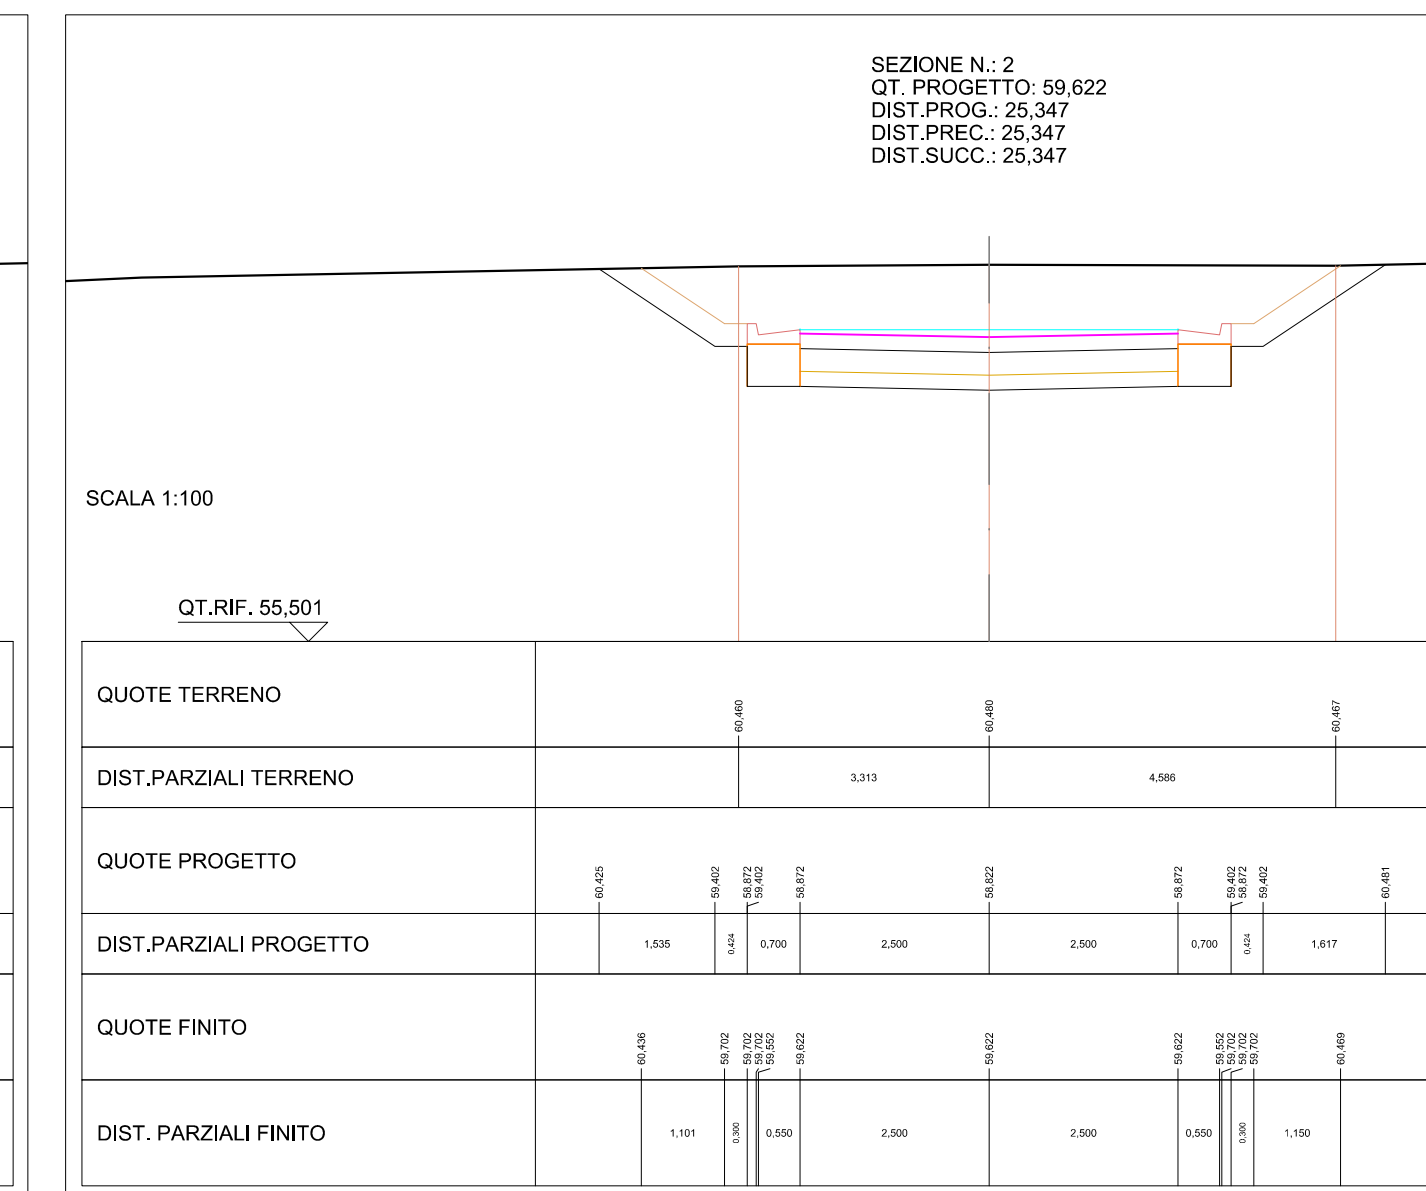 SEZIONE N.: 2
QT. PROGETTO: 59,622
DIST.PROG.: 25,347
DIST.PREC.: 25,347
DIST.SUCC.: 25,347
SCALA 1:100
QT.RIF. 55,501
QUOTE TERRENO
60,460 60,480 60,467
DIST.PARZIALI TERRENO
3,313 4,586
QUOTE PROGETTO
60,425 59,402 58,872 59,402 58,872 58,822 58,872 59,402 58,872 59,402 60,481
DIST.PARZIALI PROGETTO
1,535 0,424 0,700 2,500 2,500 0,700 0,424 1,617
QUOTE FINITO
60,436 59,702 59,702 59,702 59,552 59,622 59,622 59,622 59,552 59,702 59,702 59,702 60,469
DIST. PARZIALI FINITO
1,101 0,300 0,550 2,500 2,500 0,550 0,300 1,150